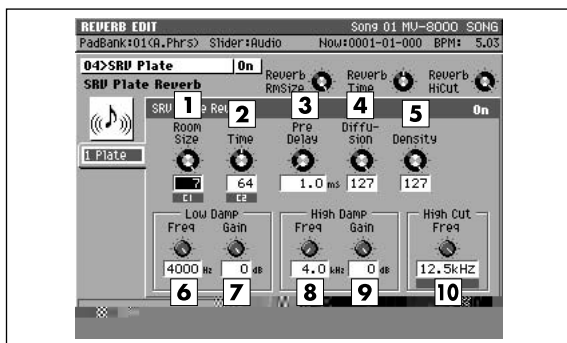 REVERB EDIT Song 01 MV-8000 SONG
PadBank:01(A.Phrs) Slider:Audio Now:0001-01-000 BPM: 5.03
04>SRV Plate On Reverb RmSize Reverb Time Reverb HiCut
SRV Plate Reverb
SRV Re On
1 2 3 4 5
Room Size Time Pre Delay Diffu-sion Density
1 Plate
7 64 1.0 ms 127 127
C1 C2
Low Damp High Damp High Cut
Freq Gain Freq Gain Freq
4000 Hz 0 dB 4.0 kHz 0 dB 12.5kHz
6 7 8 9 10